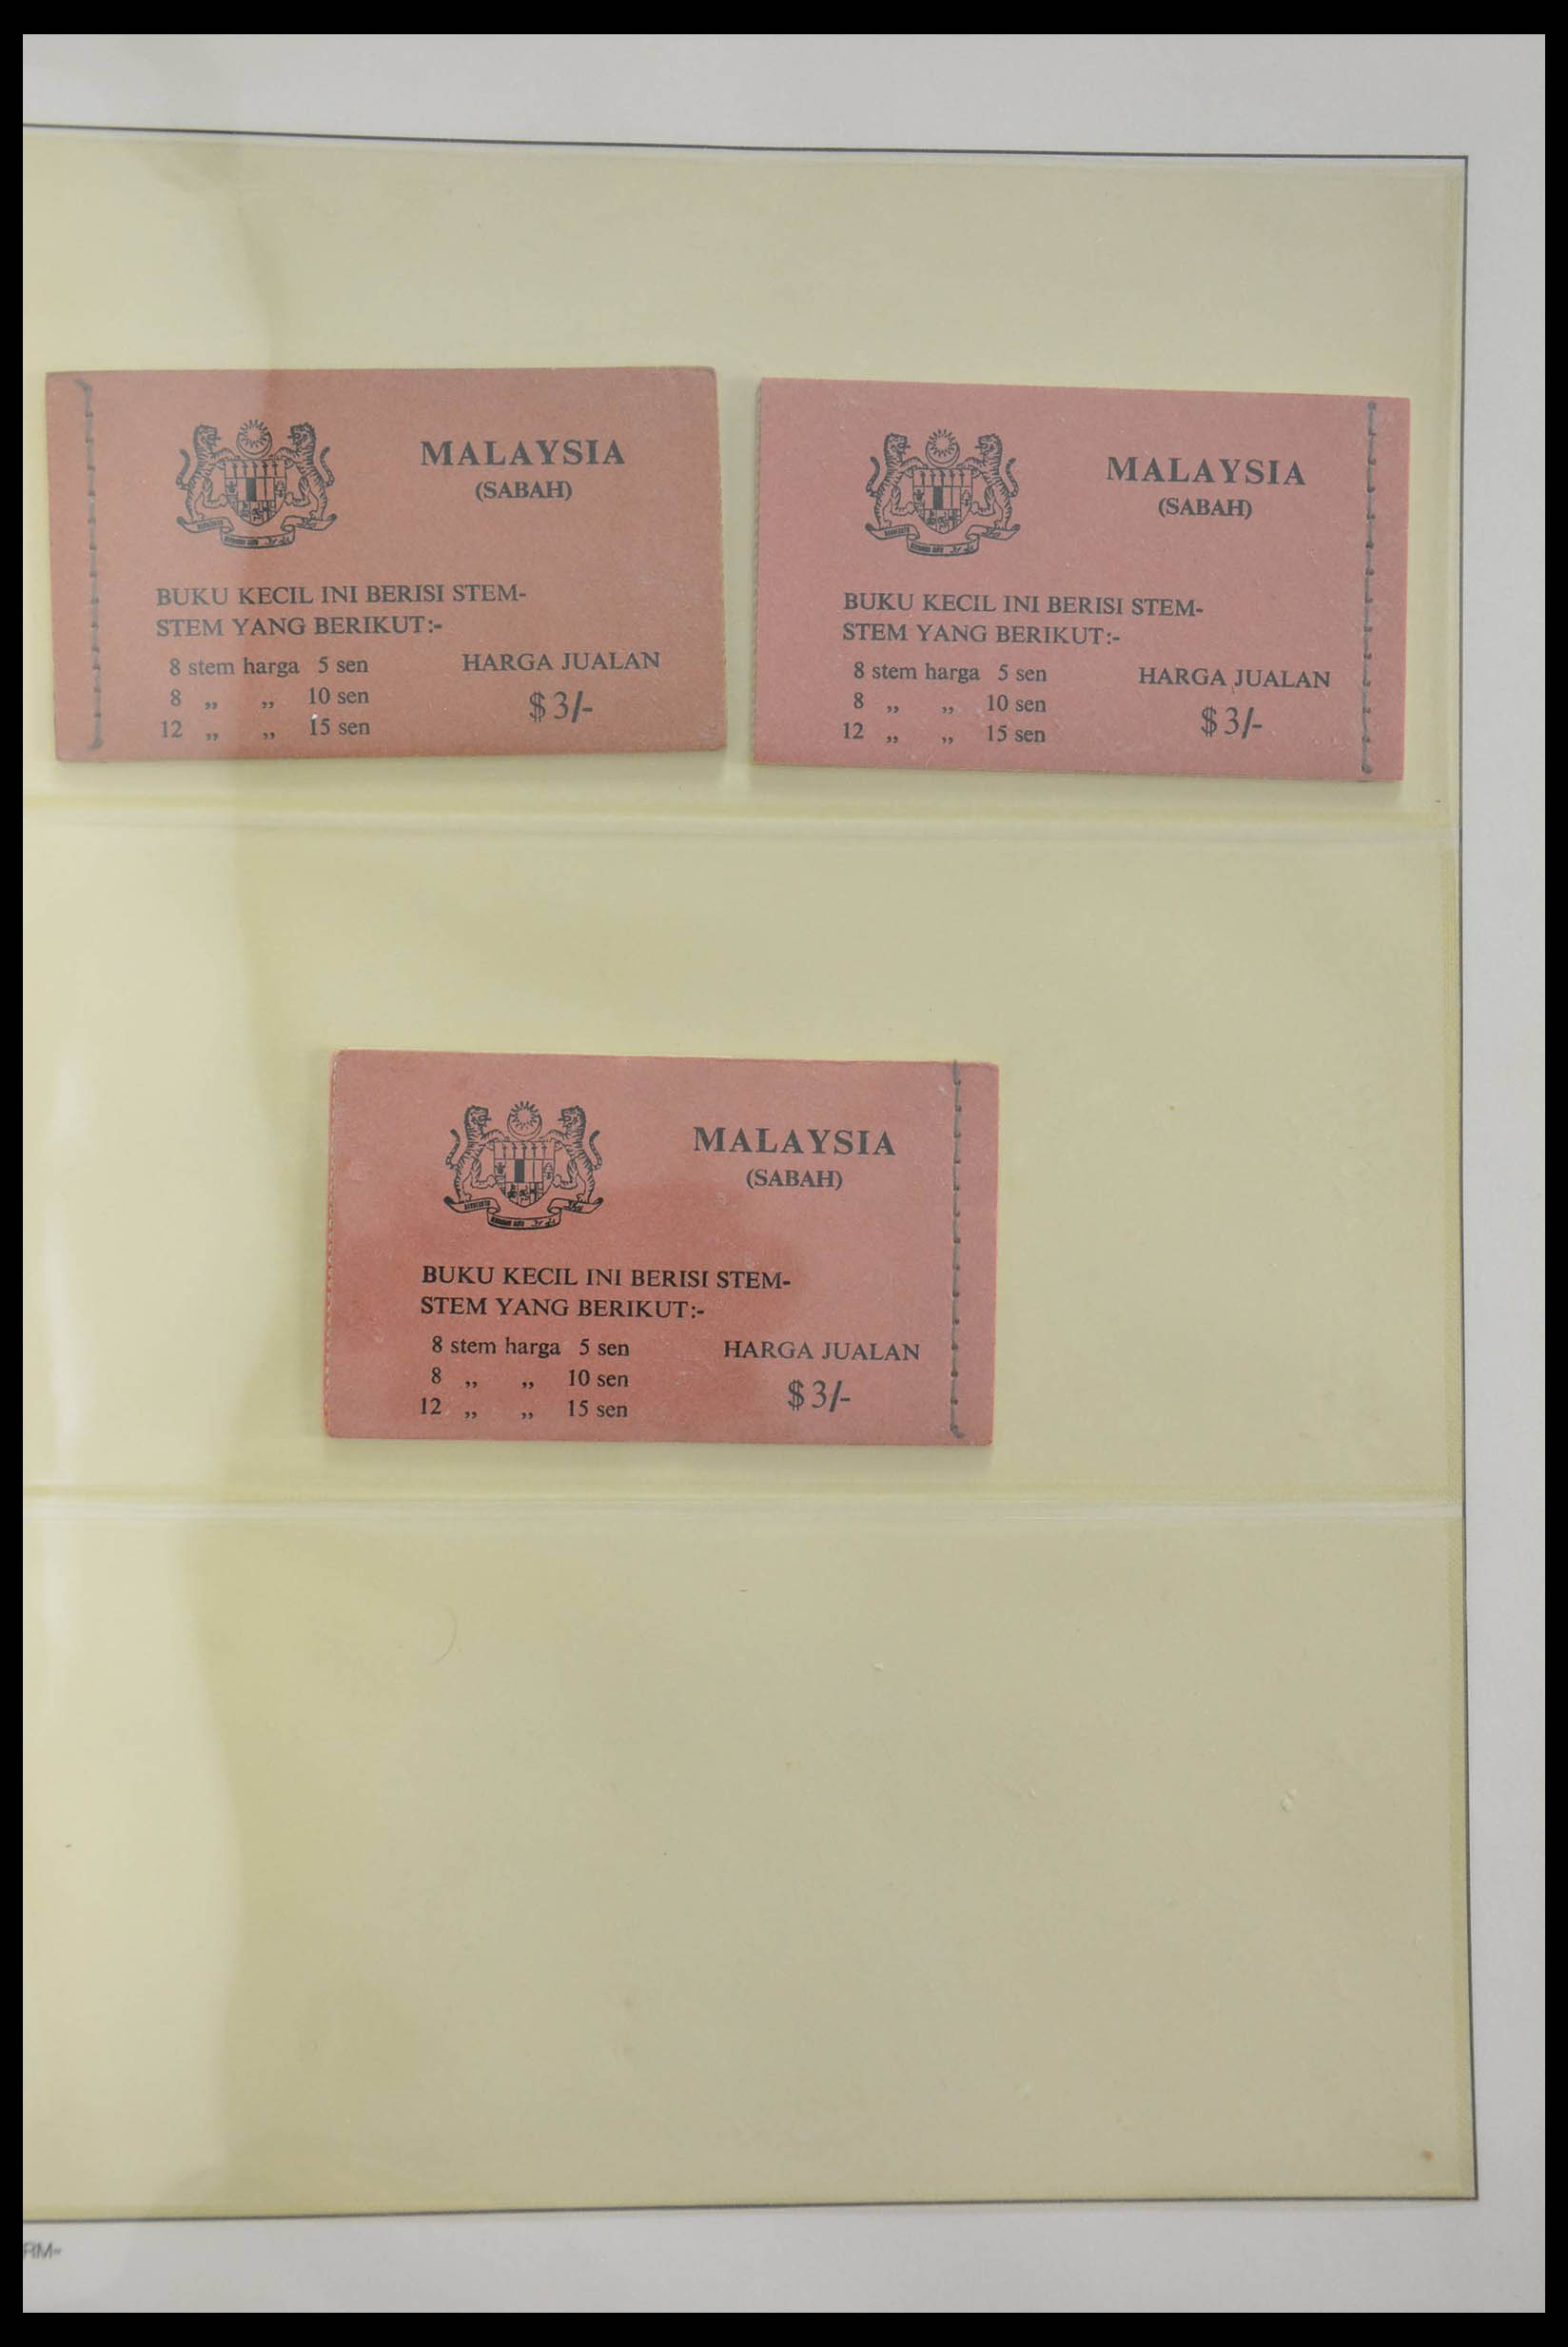 MALAYSIA
(SABAH)
BUKU KECIL INI BERISI STEM-
STEM YANG BERIKUT:-
8 stem harga 5 sen
8 „ „ 10 sen
12 „ „ 15 sen
HARGA JUALAN
$3/-
MALAYSIA
(SABAH)
BUKU KECIL INI BERISI STEM-
STEM YANG BERIKUT:-
8 stem harga 5 sen
8 „ „ 10 sen
12 „ „ 15 sen
HARGA JUALAN
$3/-
MALAYSIA
(SABAH)
BUKU KECIL INI BERISI STEM-
STEM YANG BERIKUT:-
8 stem harga 5 sen
8 „ „ 10 sen
12 „ „ 15 sen
HARGA JUALAN
$3/-